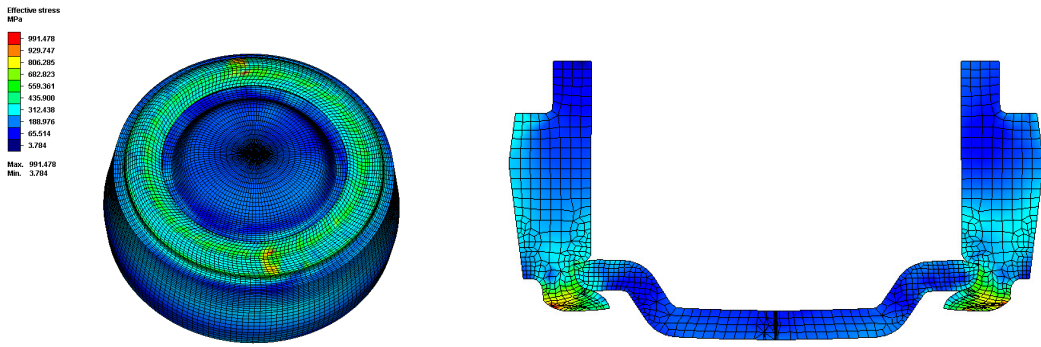 Effective stress
MPa
991.478
929.747
806.285
682.823
559.361
435.900
312.438
188.976
65.514
3.784
Max. 991.478
Min. 3.784